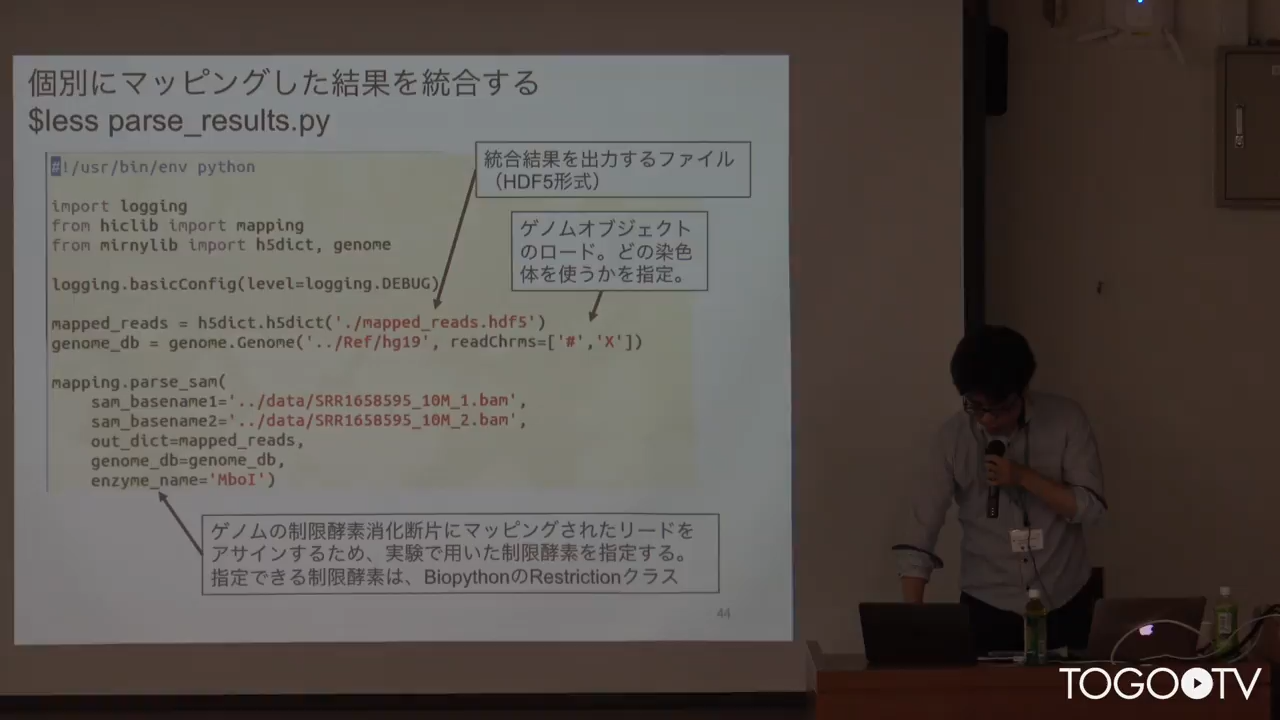 個別にマッピングした結果を統合する
$less parse_results.py
#!/usr/bin/env python
import logging
from hiclib import mapping
from mirnylib import h5dict, genome
logging.basicConfig(level=logging.DEBUG)
mapped_reads = h5dict.h5dict('./mapped_reads.hdf5')
genome_db = genome.Genome('../Ref/hg19', readChrms=['#','X'])
mapping.parse_sam(
sam_basename1='../data/SRR1658595_10M_1.bam',
sam_basename2='../data/SRR1658595_10M_2.bam',
out_dict=mapped_reads,
genome_db=genome_db,
enzyme_name='MboI')
統合結果を出力するファイル
（HDF5形式）
ゲノムオブジェクト
のロード。どの染色
体を使うかを指定。
ゲノムの制限酵素消化断片にマッピングされたリードを
アサインするため、実験で用いた制限酵素を指定する。
指定できる制限酵素は、BiopythonのRestrictionクラス
44
TOGOTV